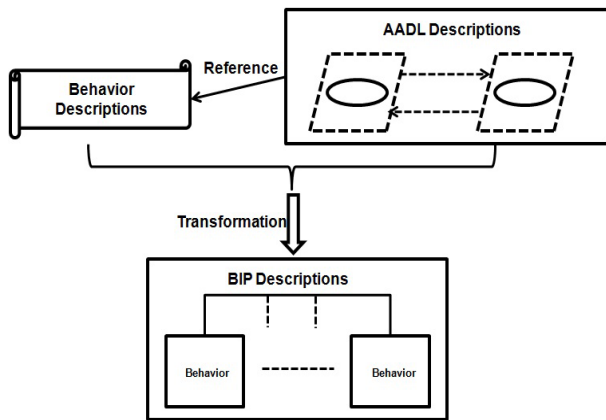 AADL Descriptions
Reference
Behavior
Descriptions
Transformation
BIP Descriptions
Behavior
Behavior